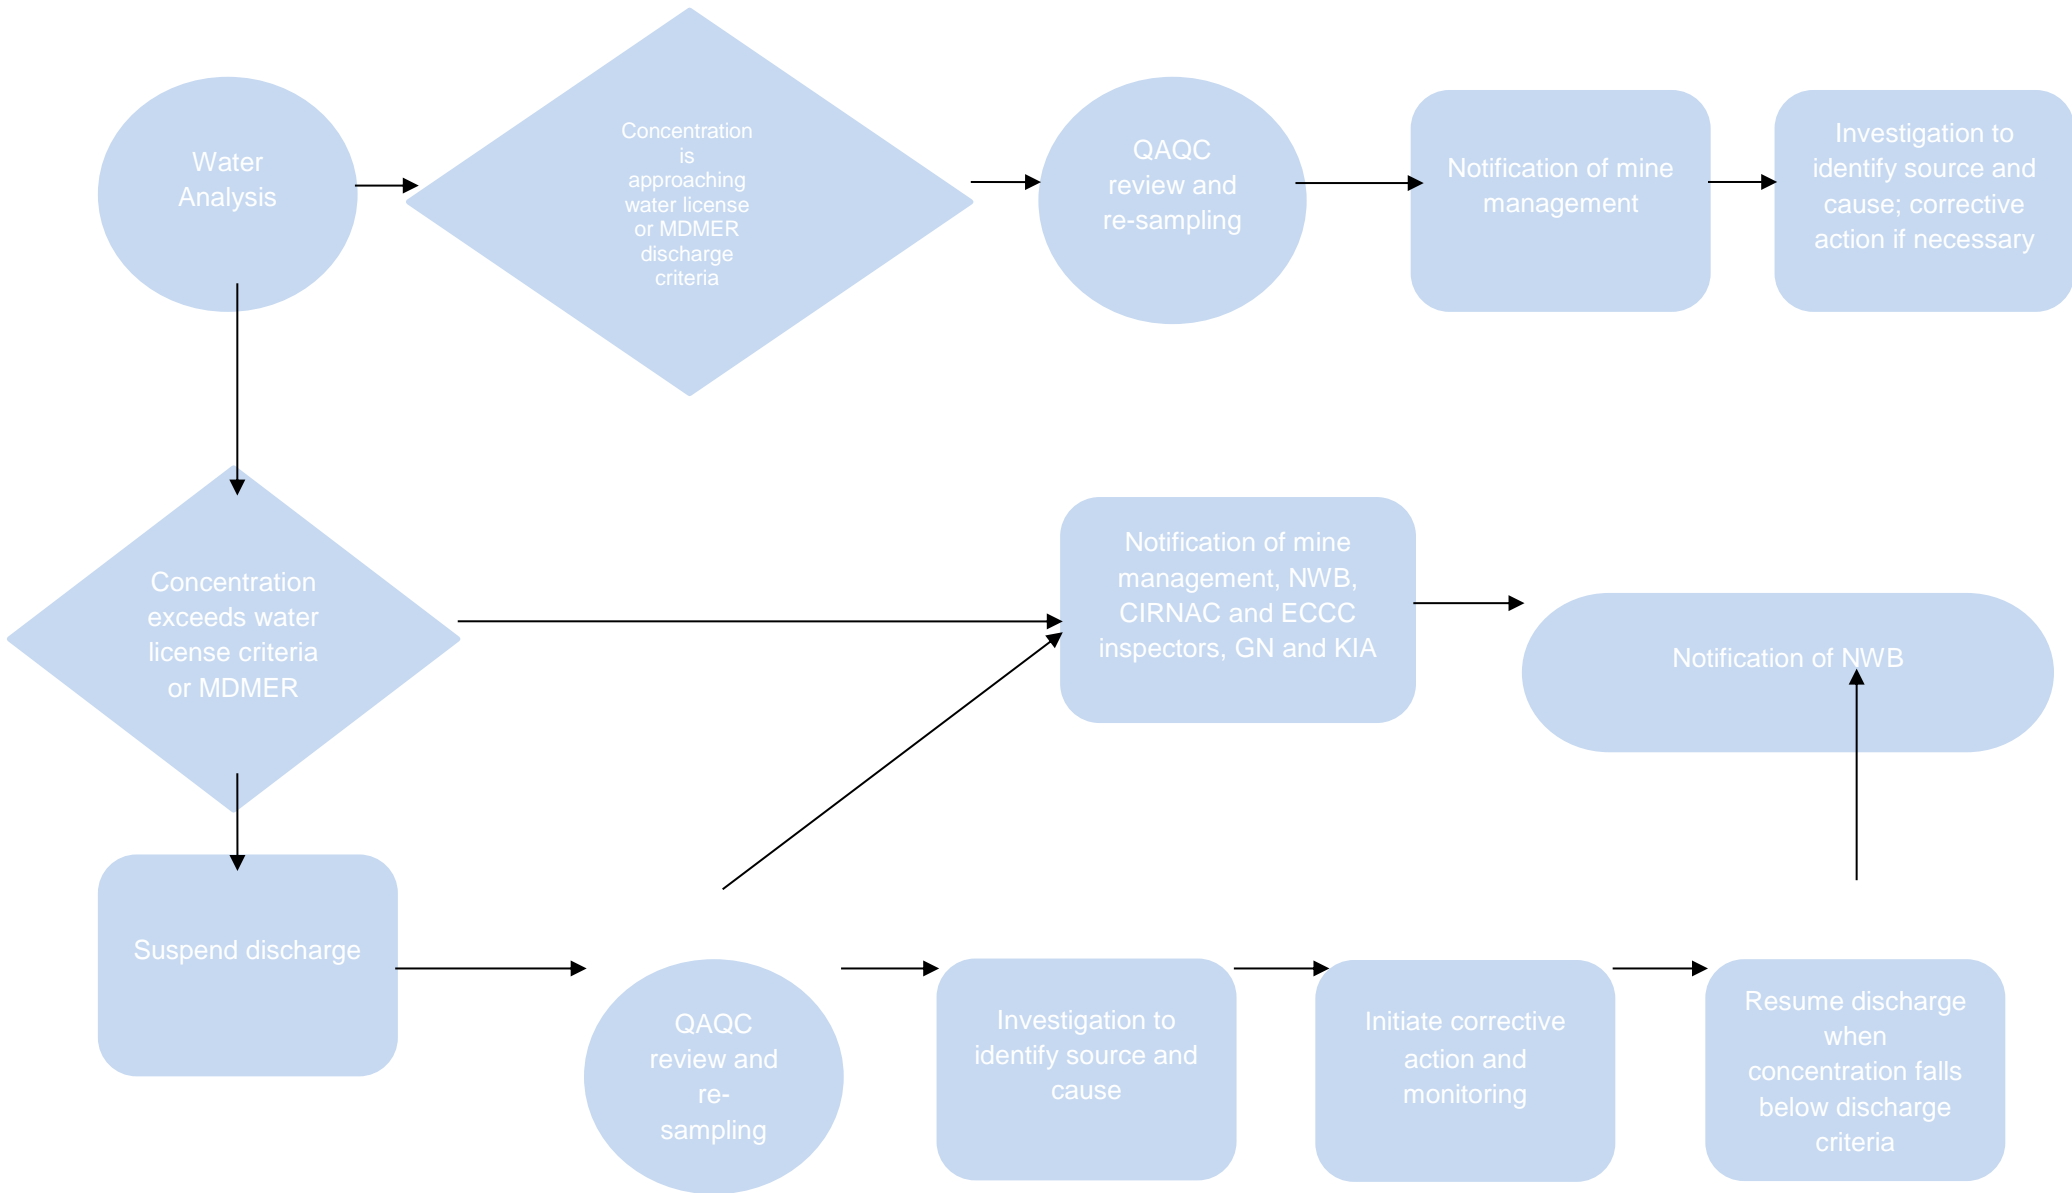 Water
Analysis
Concentration
is
approaching
water license
or MDMER
discharge
criteria
QAQC
review and
re-sampling
Notification of mine
management
Investigation to
identify source and
cause; corrective
action if necessary
Concentration
exceeds water
license criteria
or MDMER
Notification of mine
management, NWB,
CIRNAC and ECCC
inspectors, GN and KIA
Notification of NWB
Suspend discharge
QAQC
review and
re-
sampling
Investigation to
identify source and
cause
Initiate corrective
action and
monitoring
Resume discharge
when
concentration falls
below discharge
criteria